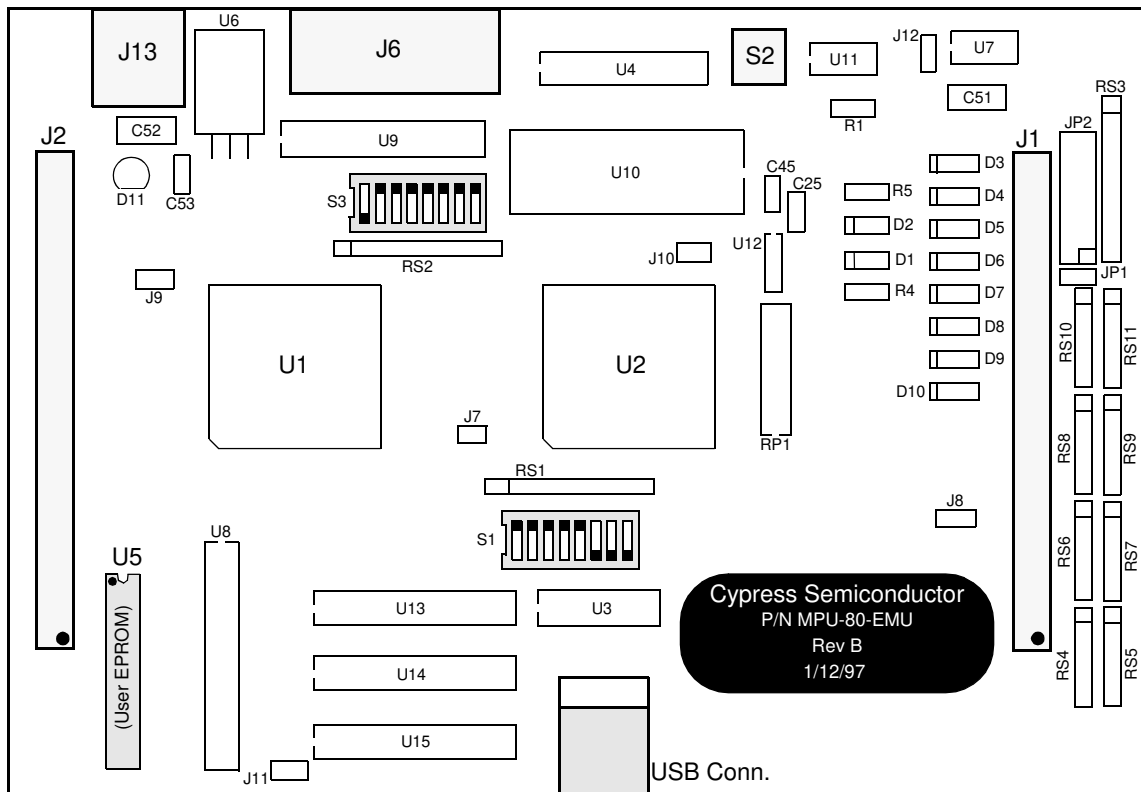 U6
J13
J6
U4
S2
U11
J12
U7
C51
RS3
R1
JP2
J2
C52
U9
J1
D11
C53
S3
U10
C45
C25
R5
D3
D4
D2
D5
RS2
J10
U12
D1
D6
JP1
J9
R4
D7
U1
U2
D8
RS10
RS11
D9
D10
J7
RP1
RS8
RS9
RS1
J8
S1
U8
RS6
RS7
U5
(User EPROM)
U13
U3
Cypress Semiconductor
P/N MPU-80-EMU
Rev B
1/12/97
U14
RS4
RS5
U15
J11
USB Conn.